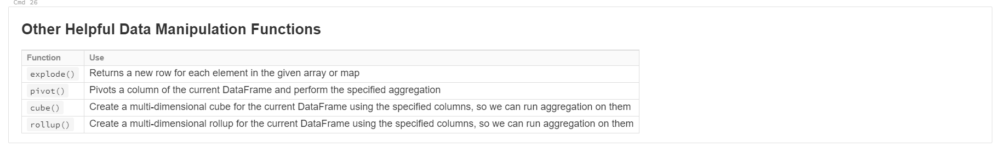 Cmd 26
Other Helpful Data Manipulation Functions
Function Use
explode() Returns a new row for each element in the given array or map
pivot() Pivots a column of the current DataFrame and perform the specified aggregation
cube() Create a multi-dimensional cube for the current DataFrame using the specified columns, so we can run aggregation on them
rollup() Create a multi-dimensional rollup for the current DataFrame using the specified columns, so we can run aggregation on them